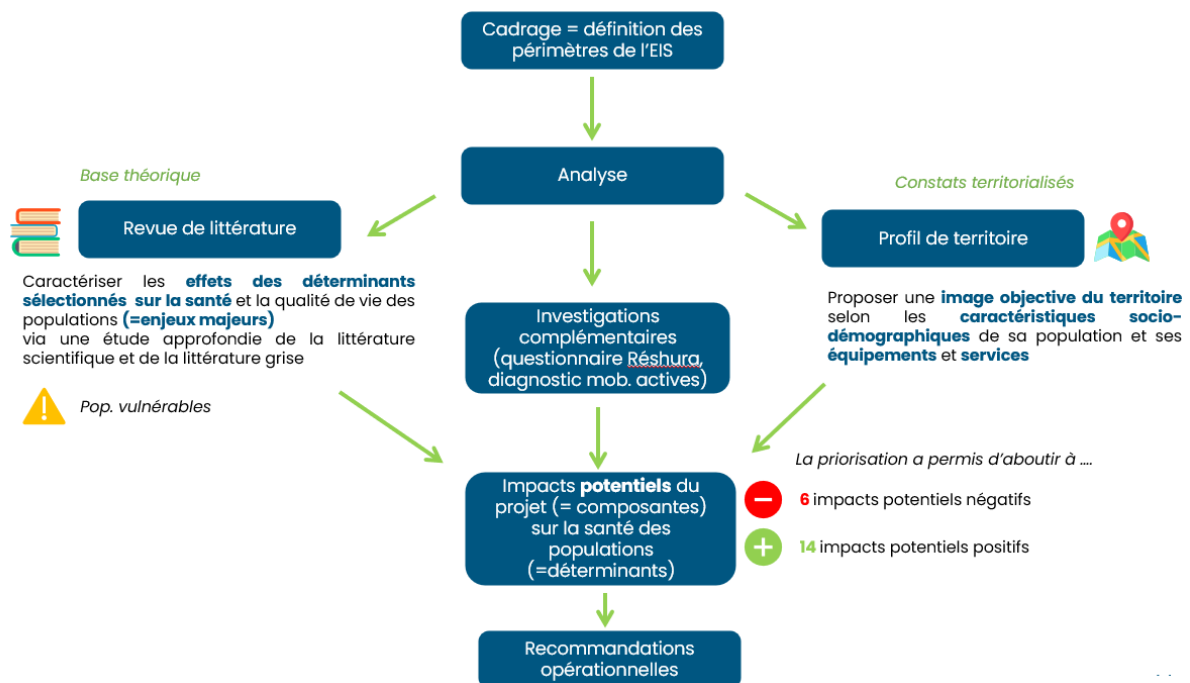 Cadrage = définition des
périmètres de l'EIS
Analyse
Base théorique
Revue de littérature
Caractériser les effets des déterminants
sélectionnés sur la santé et la qualité de vie des
populations (=enjeux majeurs)
via une étude approfondie de la littérature
scientifique et de la littérature grise
Pop. vulnérables
Investigations
complémentaires
(questionnaire Réshura,
diagnostic mob. actives)
Constats territorialisés
Profil de territoire
Proposer une image objective du territoire
selon les caractéristiques socio-
démographiques de sa population et ses
équipements et services
Impacts potentiels du
projet (= composantes)
sur la santé des
populations
(=déterminants)
La priorisation a permis d'aboutir à ....
6 impacts potentiels négatifs
14 impacts potentiels positifs
Recommandations
opérationnelles